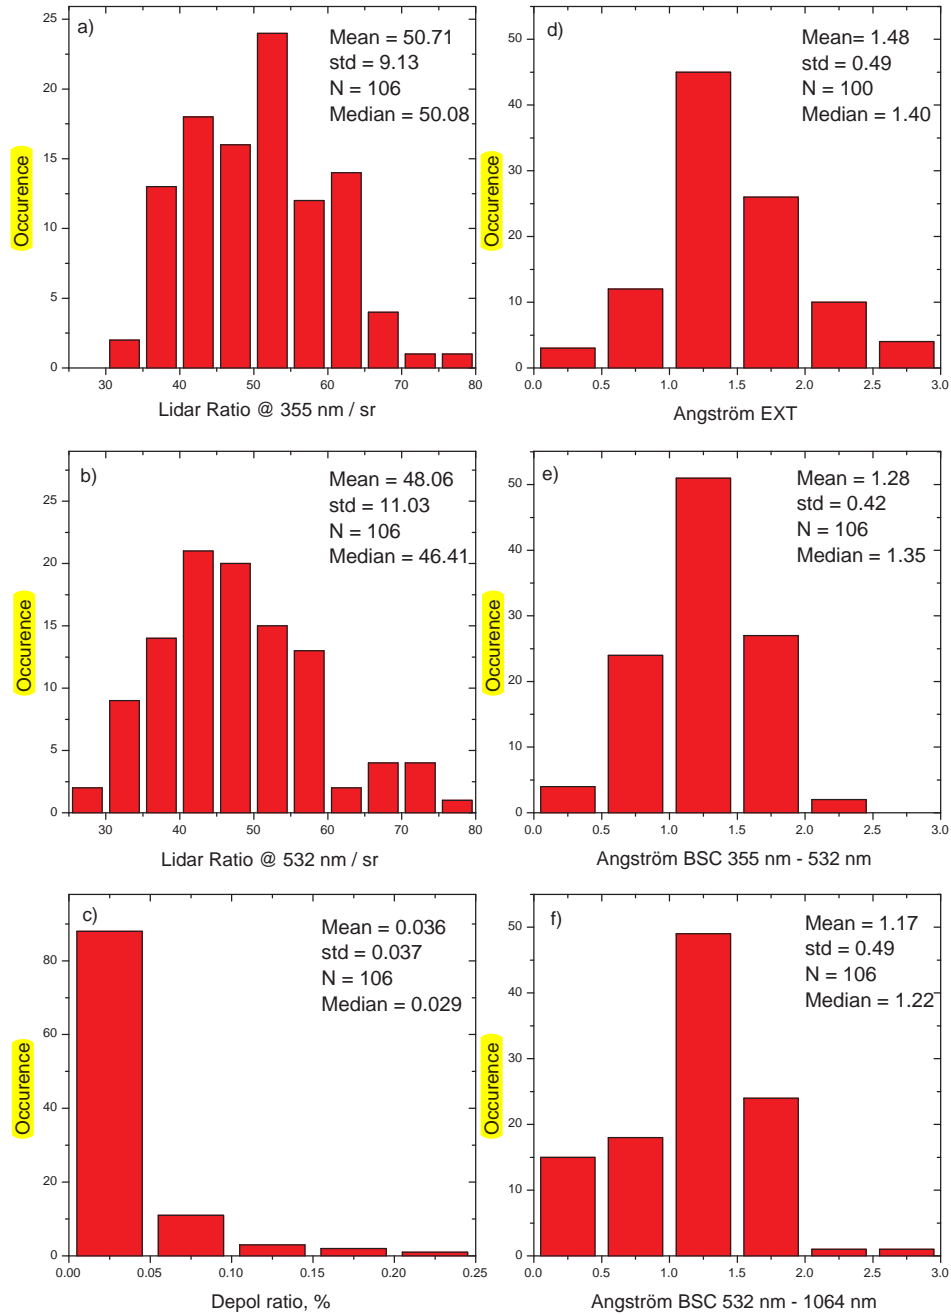 a)
Mean = 50.71
std = 9.13
N = 106
Median = 50.08
25
20
15
10
5
0
Occurence
30 40 50 60 70 80
Lidar Ratio @ 355 nm / sr
d)
Mean= 1.48
std = 0.49
N = 100
Median = 1.40
50
40
30
20
10
0
Occurence
0.0 0.5 1.0 1.5 2.0 2.5 3.0
Angström EXT
b)
Mean = 48.06
std = 11.03
N = 106
Median = 46.41
25
20
15
10
5
0
Occurence
30 40 50 60 70 80
Lidar Ratio @ 532 nm / sr
e)
Mean = 1.28
std = 0.42
N = 106
Median = 1.35
50
40
30
20
10
0
Occurence
0.0 0.5 1.0 1.5 2.0 2.5 3.0
Angström BSC 355 nm - 532 nm
c)
Mean = 0.036
std = 0.037
N = 106
Median = 0.029
80
60
40
20
0
Occurence
0.00 0.05 0.10 0.15 0.20 0.25
Depol ratio, %
f)
Mean = 1.17
std = 0.49
N = 106
Median = 1.22
50
40
30
20
10
0
Occurence
0.0 0.5 1.0 1.5 2.0 2.5 3.0
Angström BSC 532 nm - 1064 nm